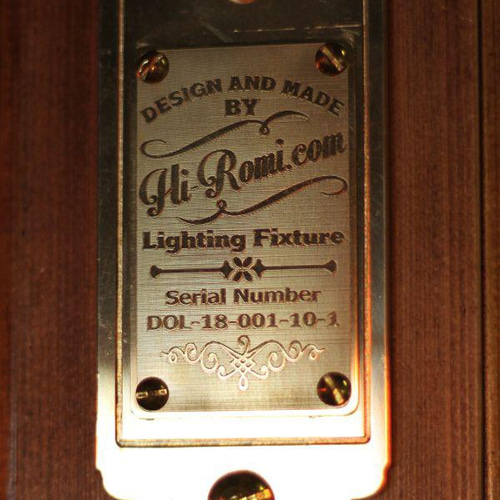 DESIGN AND MADE
BY
Hi-Romi.com
Lighting Fixture
Serial Number
DOL-18-001-10-1